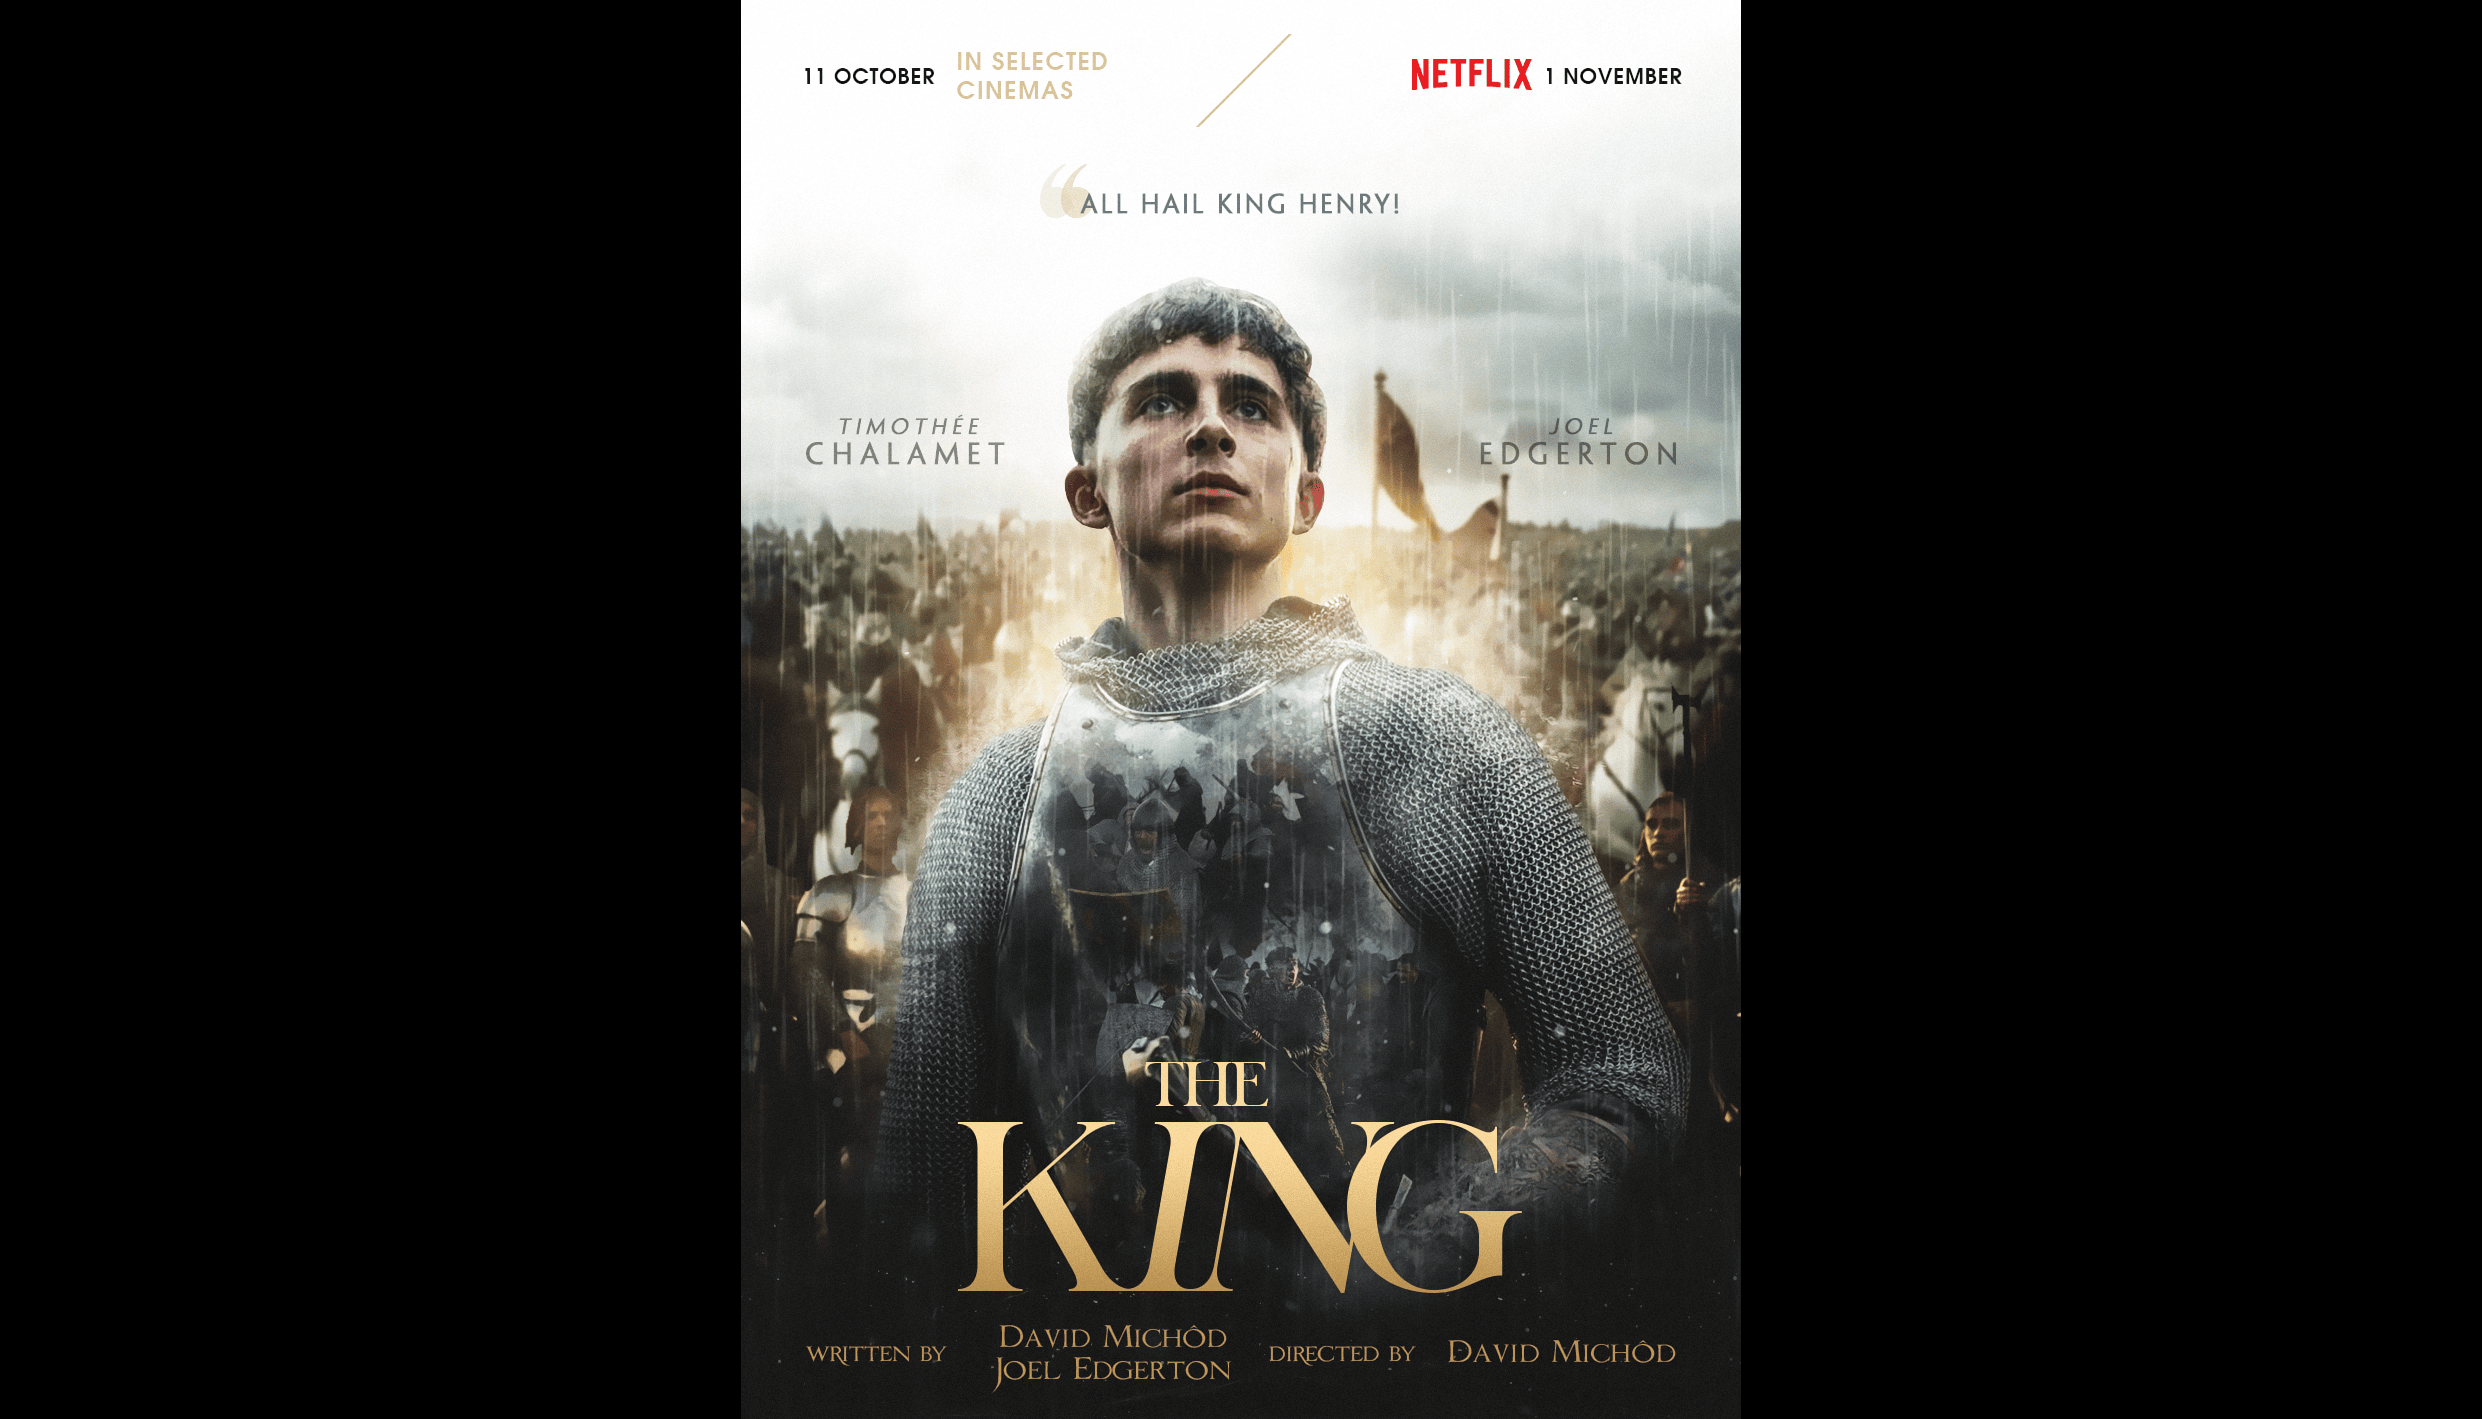 11 OCTOBER
IN SELECTED
CINEMAS
NETFLIX 1 NOVEMBER
“ALL HAIL KING HENRY!
TIMOTHÉE
CHALAMET
JOEL
EDGERTON
THE
KING
WRITTEN BY
DAVID MICHÔD
JOEL EDGERTON
DIRECTED BY
DAVID MICHÔD